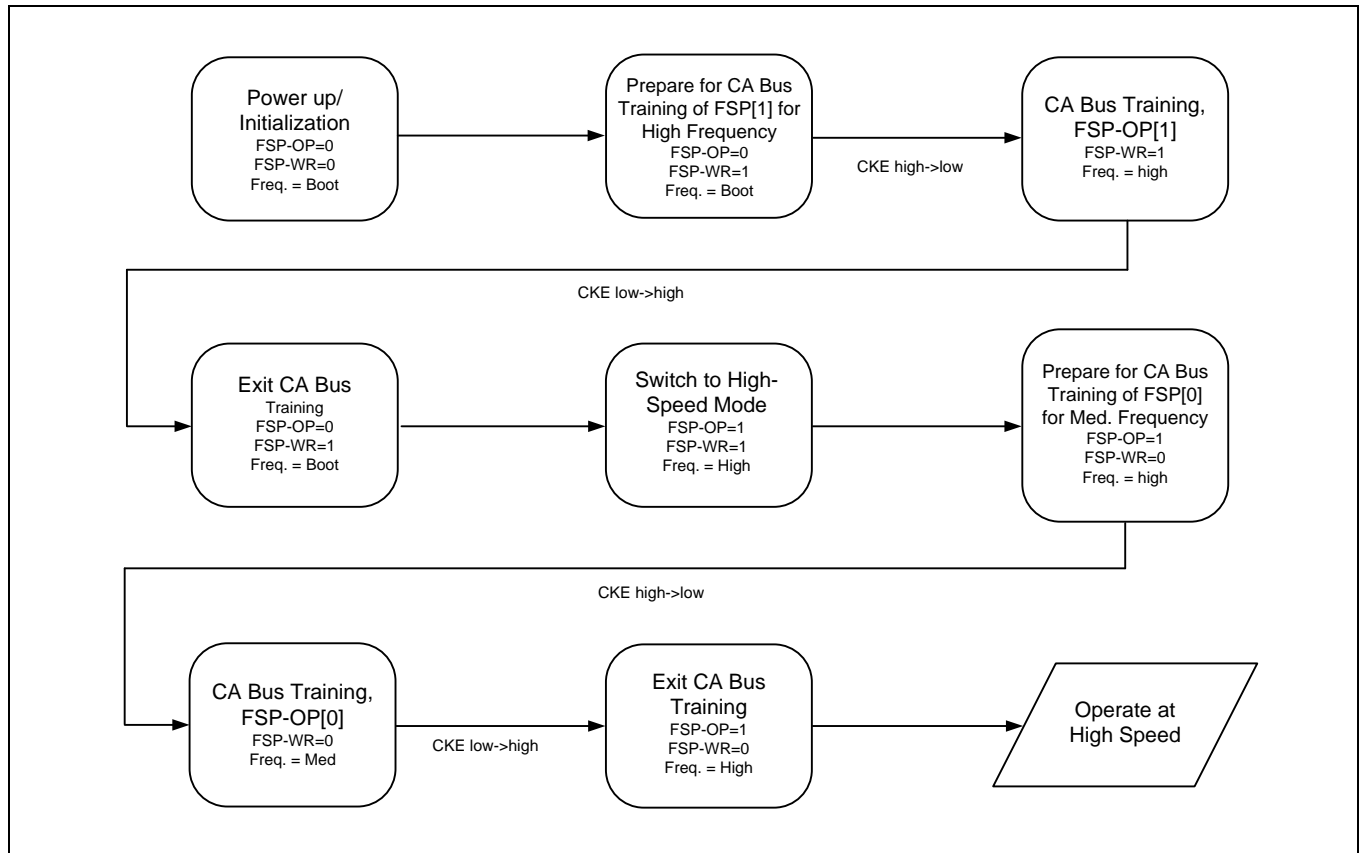 Power up/
Initialization
FSP-OP=0
FSP-WR=0
Freq. = Boot
Prepare for CA Bus
Training of FSP[1] for
High Frequency
FSP-OP=0
FSP-WR=1
Freq. = Boot
CKE high->low
CA Bus Training,
FSP-OP[1]
FSP-WR=1
Freq. = high
CKE low->high
Exit CA Bus
Training
FSP-OP=0
FSP-WR=1
Freq. = Boot
Switch to High-
Speed Mode
FSP-OP=1
FSP-WR=1
Freq. = High
Prepare for CA Bus
Training of FSP[0]
for Med. Frequency
FSP-OP=1
FSP-WR=0
Freq. = high
CKE high->low
CA Bus Training,
FSP-OP[0]
FSP-WR=0
Freq. = Med
CKE low->high
Exit CA Bus
Training
FSP-OP=1
FSP-WR=0
Freq. = High
Operate at
High Speed